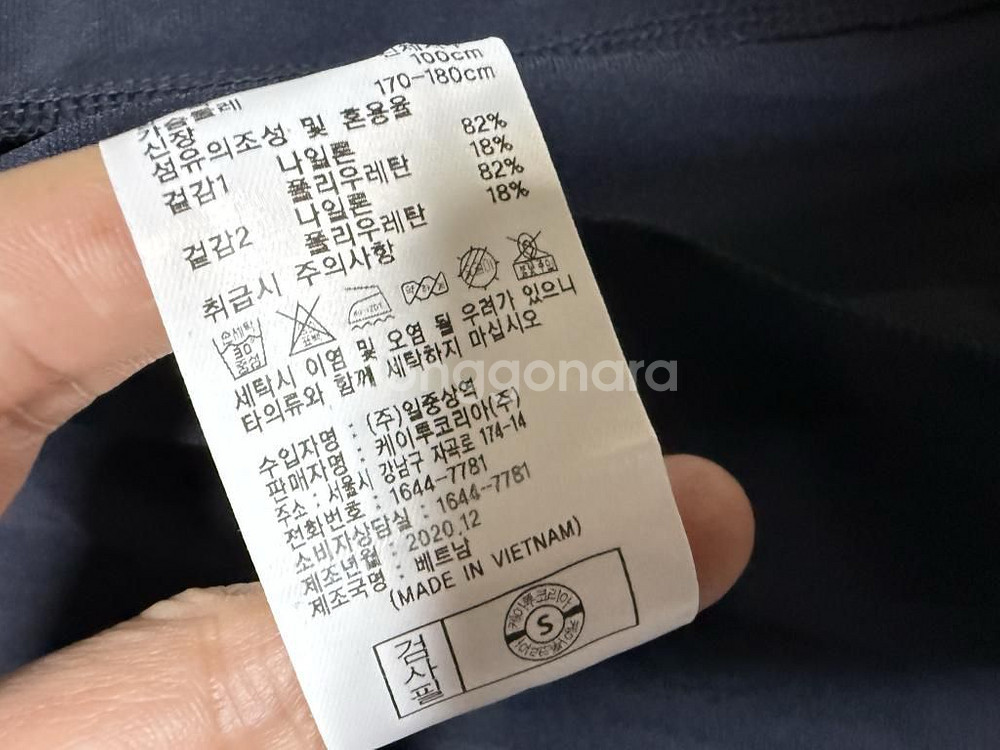 100cm
가슴둘레
신장 170-180cm
섬유의조성 및 혼용율
겉감1 나일론 82%
폴리우레탄 18%
겉감2 나일론 82%
폴리우레탄 18%
취급시 주의사항
손세탁 30 중성
세탁시 이염 및 오염 될 우려가 있으니
타의류와 함께 세탁하지 마십시오
수입자명 : (주)일중상역
판매자명 : 케이투코리아(주)
주소 : 서울시 강남구 자곡로 174-14
전화번호 : 1644-7781
소비자상담실 : 1644-7781
제조년월 : 2020.12
제조국명 : 베트남
(MADE IN VIETNAM)
검사필
S